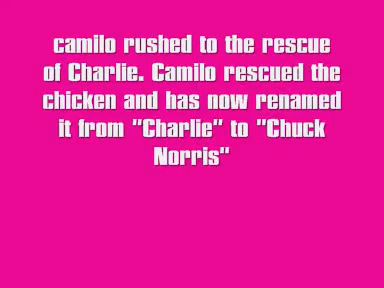 camilo rushed to the rescue
of Charlie. Camilo rescued the
chicken and has now renamed
it from "Charlie" to "Chuck
Norris"